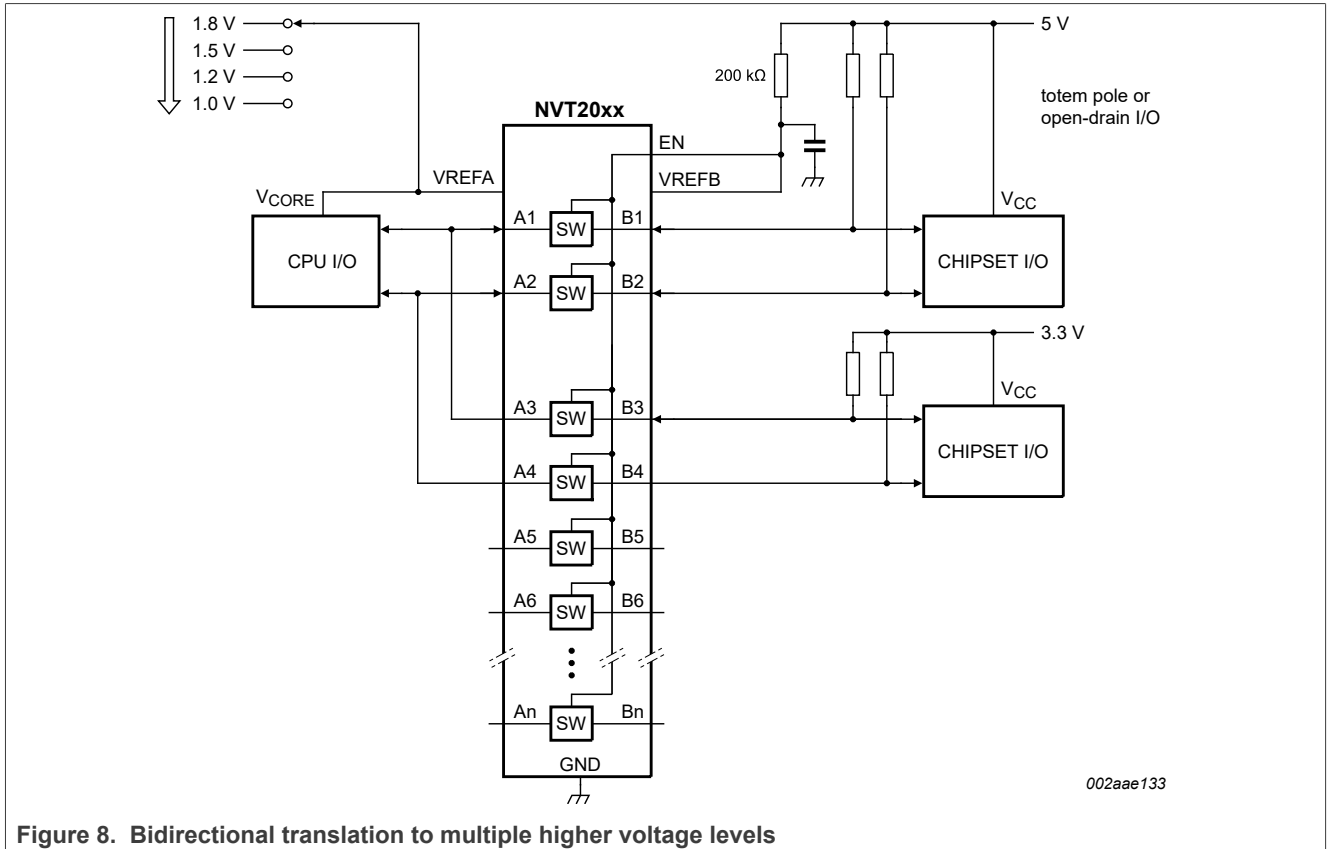 1.8 V
1.5 V
1.2 V
1.0 V
5 V
200 kΩ
totem pole or
open-drain I/O
NVT20xx
EN
VREFA
VREFB
VCORE
VCC
A1
SW
B1
CPU I/O
CHIPSET I/O
A2
SW
B2
3.3 V
VCC
A3
SW
B3
CHIPSET I/O
A4
SW
B4
A5
SW
B5
A6
SW
B6
An
SW
Bn
GND
002aae133
Figure 8. Bidirectional translation to multiple higher voltage levels